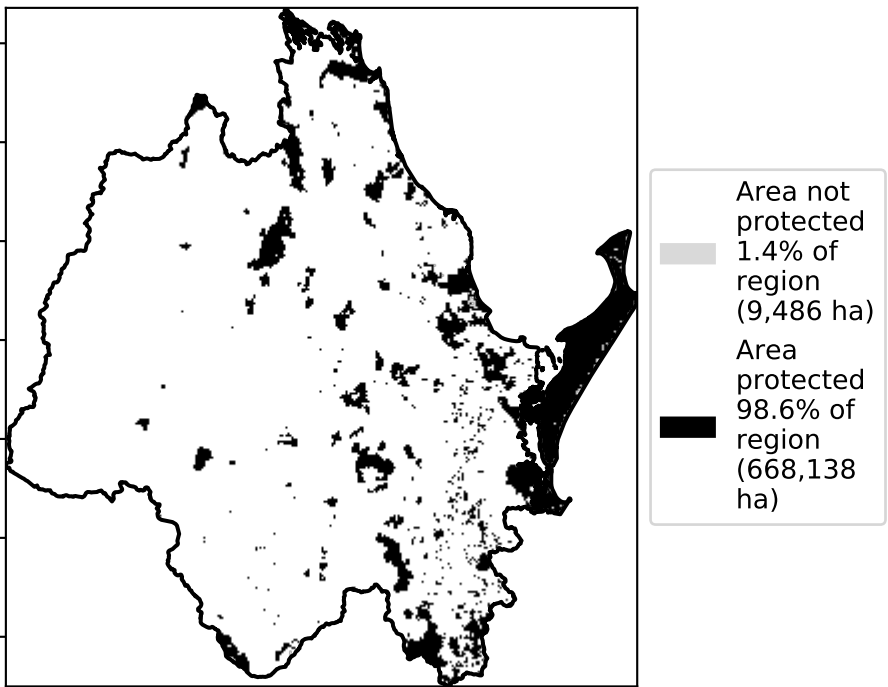 Area not
protected
1.4% of
region
(9,486 ha)
Area
protected
98.6% of
region
(668,138
ha)